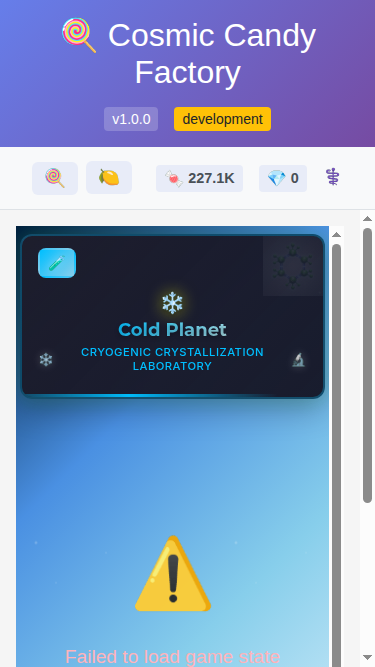 Cosmic Candy
Factory
v1.0.0 development
227.1K 0
Cold Planet
CRYOGENIC CRYSTALLIZATION
LABORATORY
Failed to load game state